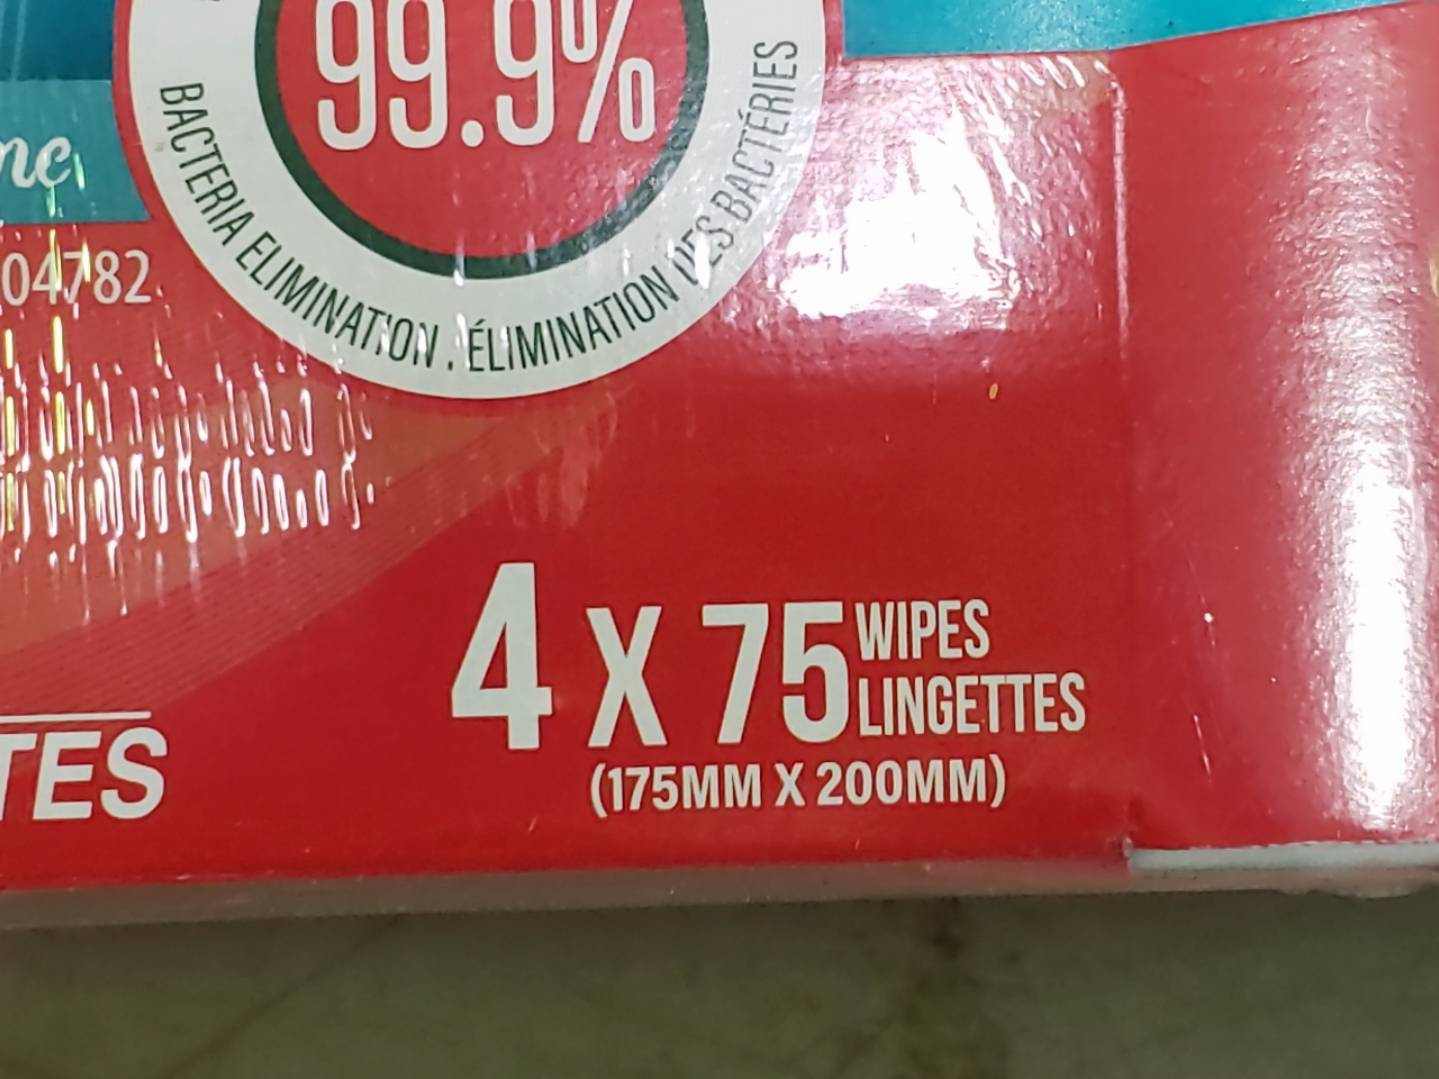 99.9%
BACTERIA ELIMINATION . ÉLIMINATION DES BACTÉRIES
04782
4 X 75 WIPES
LINGETTES
(175MM X 200MM)
TES